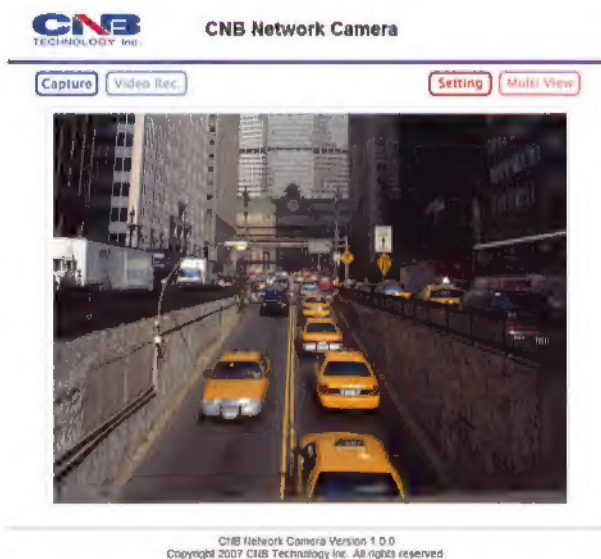 CNB
TECHNOLOGY Inc.
CNB Network Camera
Capture
Video Rec.
Setting
Multi View
CNB Network Camera Version 1.0.0
Copyright 2007 CNB Technology Inc. All rights reserved